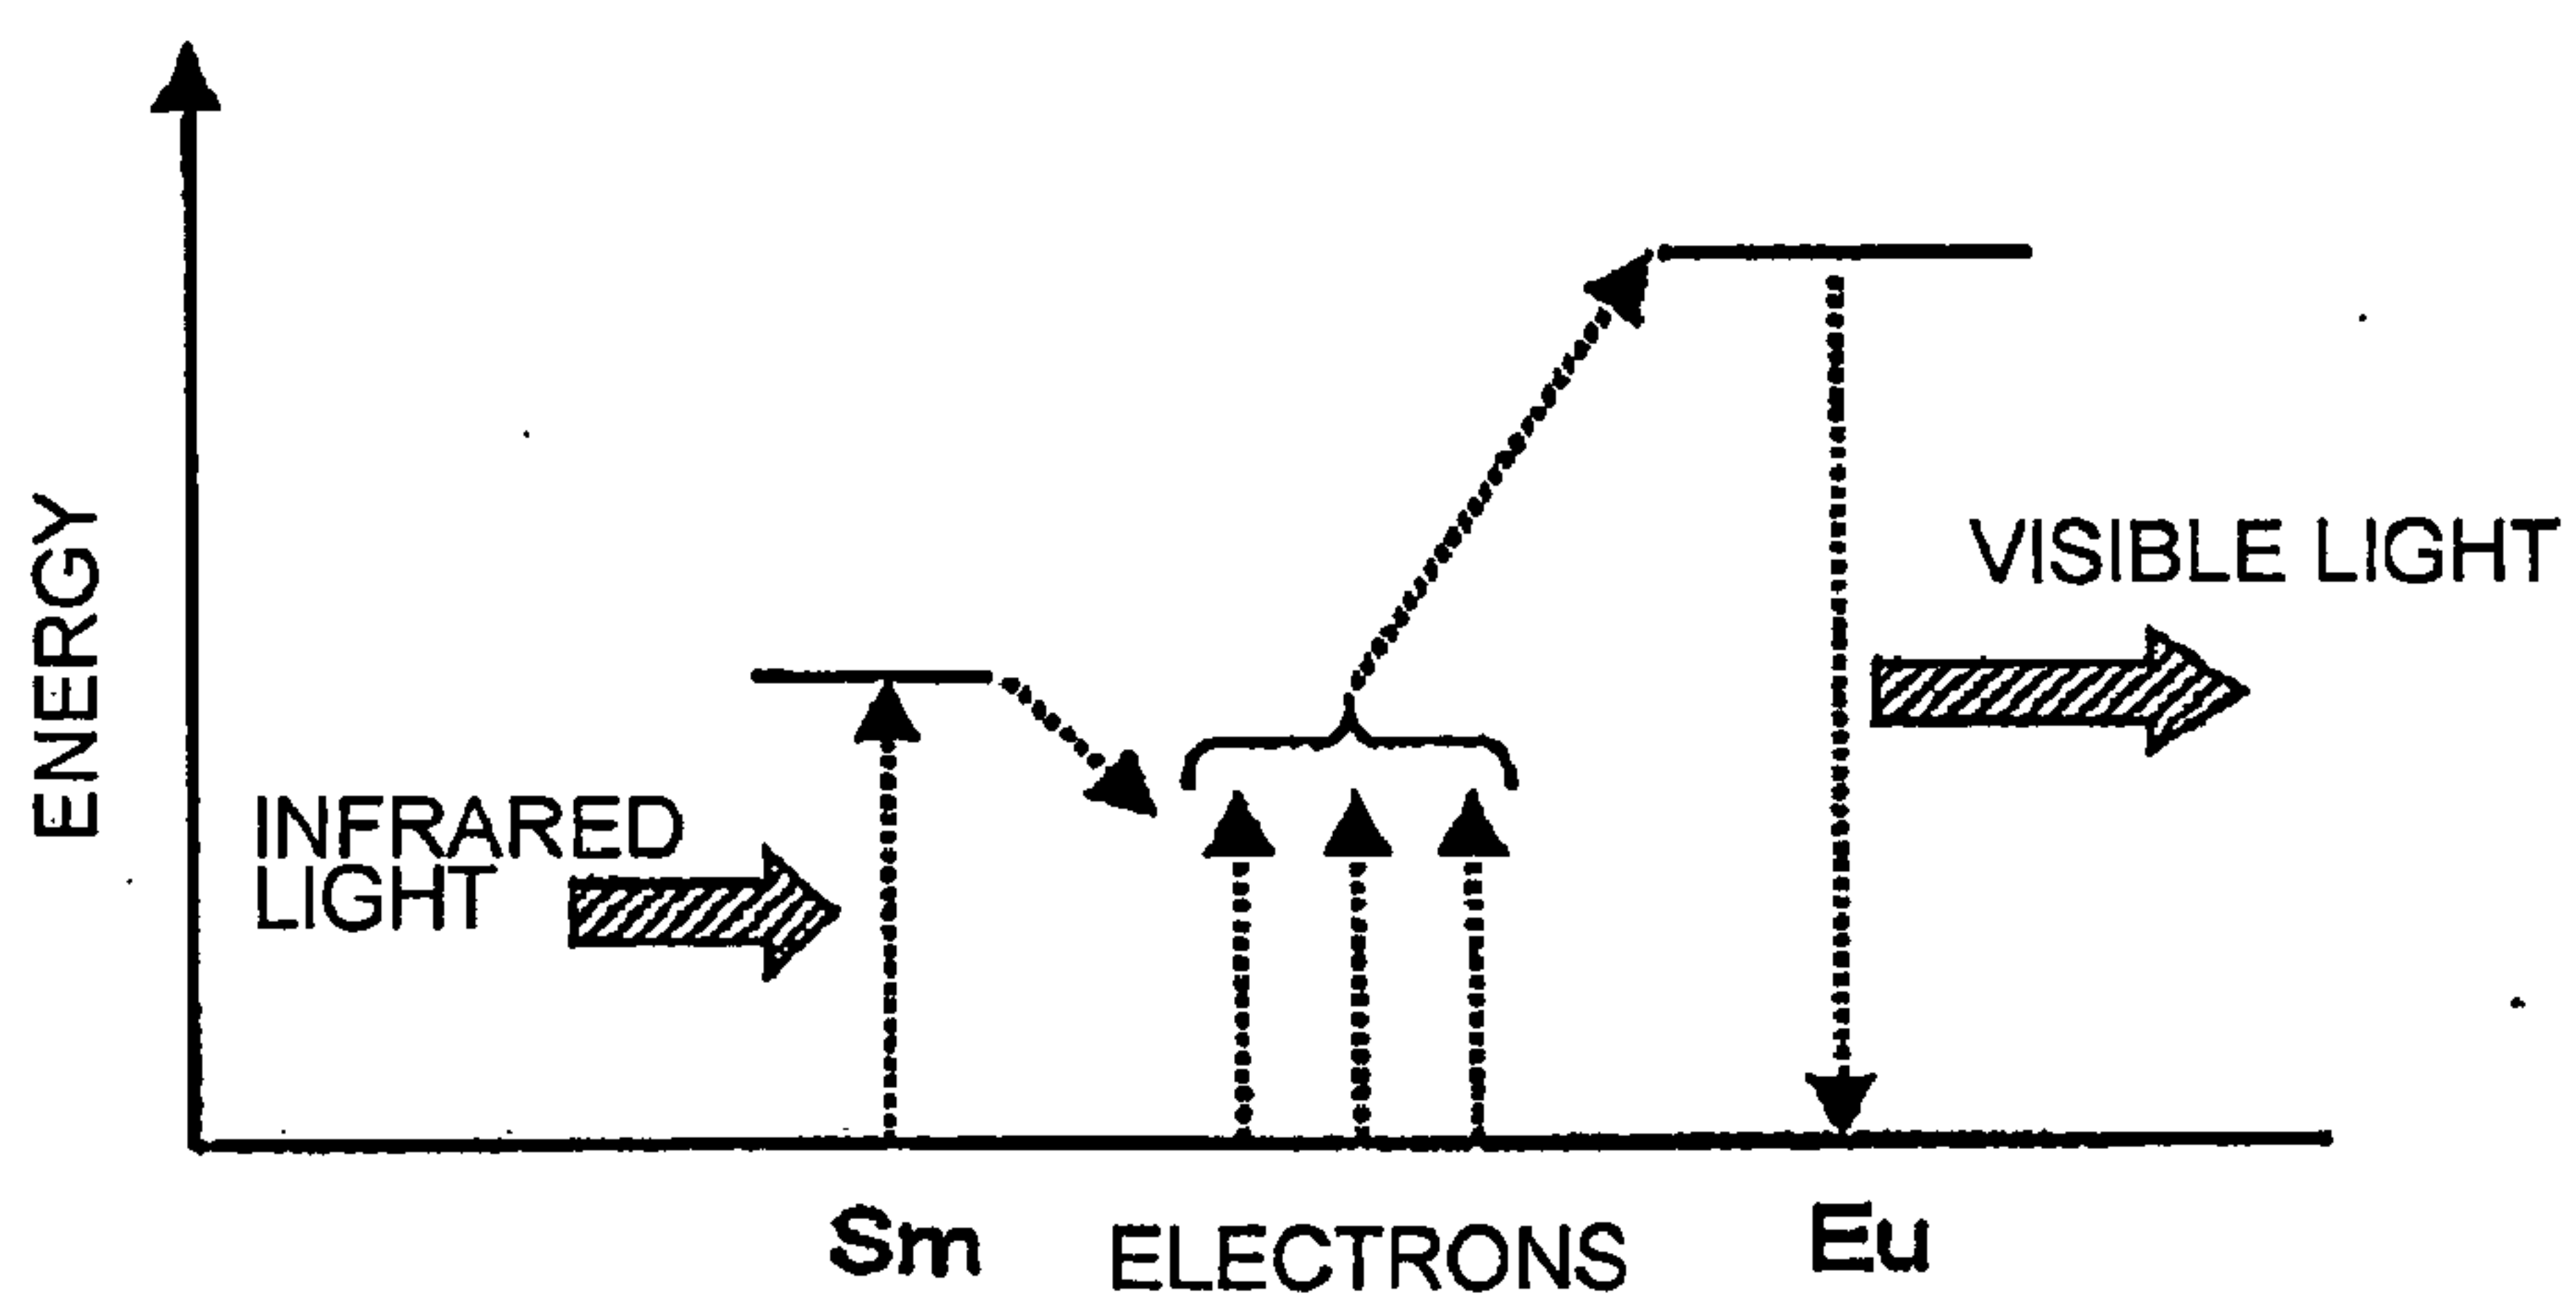 ENERGY
INFRARED
LIGHT
VISIBLE LIGHT
Sm
ELECTRONS
Eu